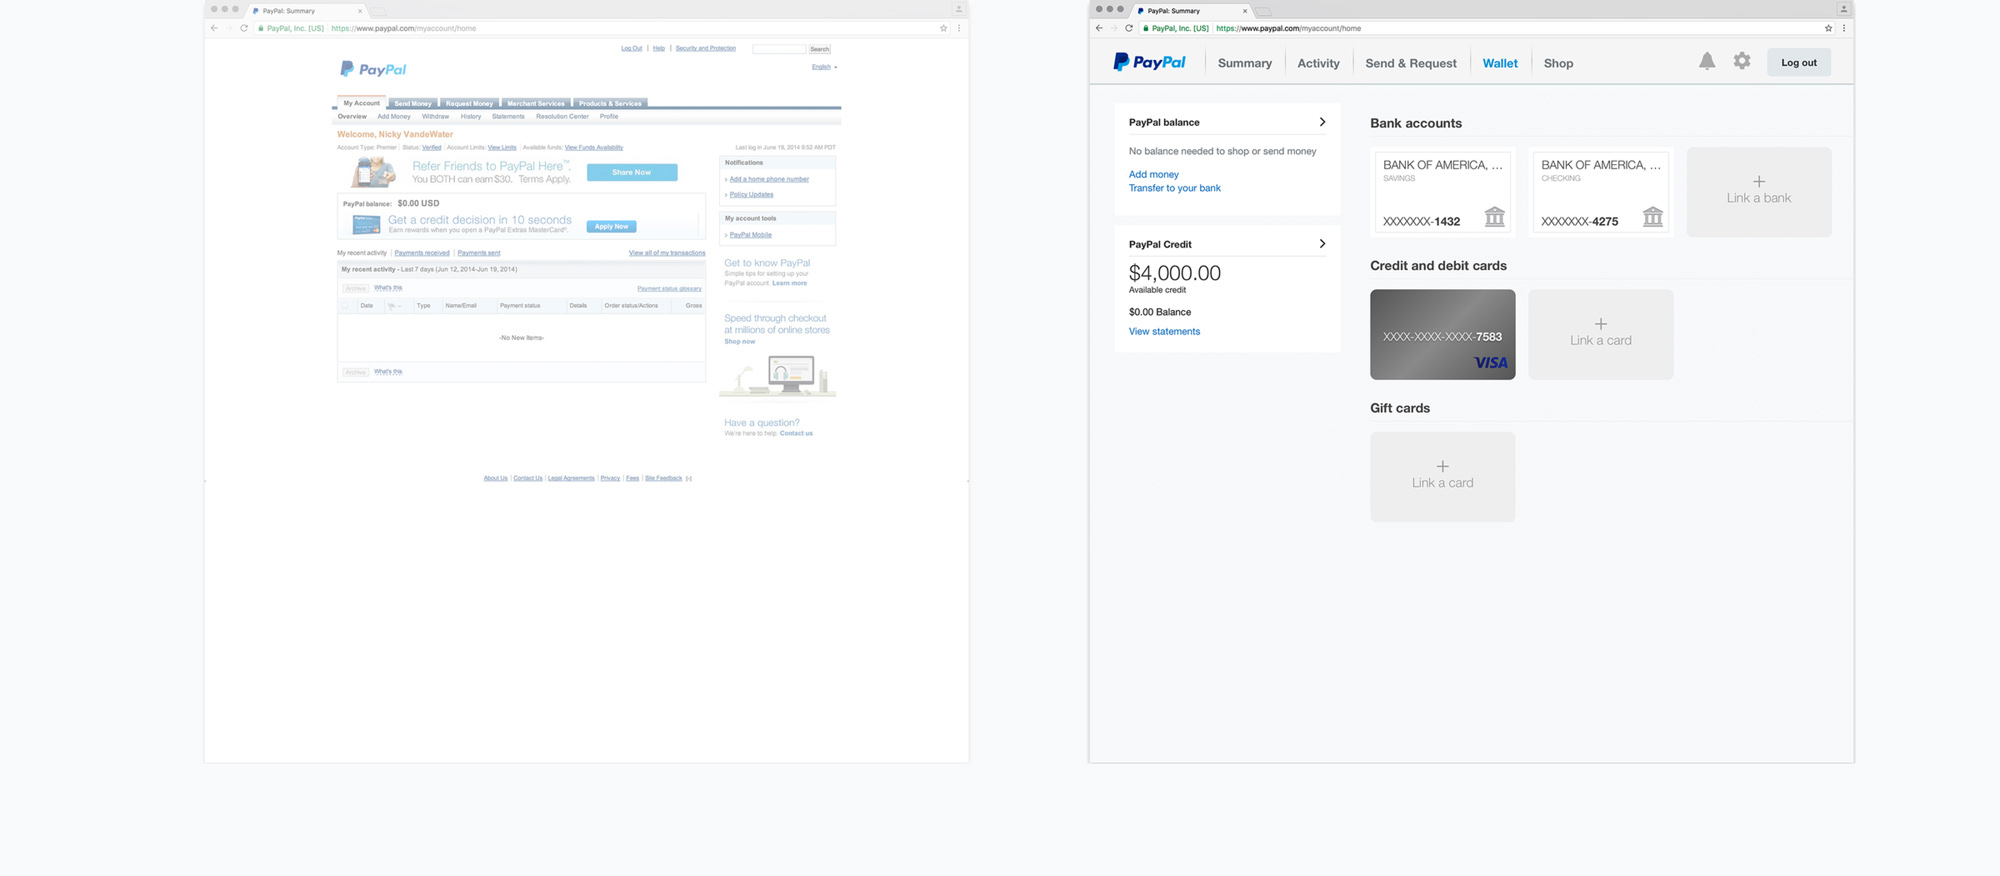 PayPal: Summary
PayPal, Inc. [US] https://www.paypal.com/myaccount/home
Log Out | Help | Security and Protection Search
English
PayPal
My Account Send Money Request Money Merchant Services Products & Services
Overview Add Money Withdraw History Statements Resolution Center Profile
Welcome, Nicky VandeWater
Account Type: Premier | Status: Verified | Account Limits: View Limits | Available funds: View Funds Availability
Last log in June 19, 2014 9:52 AM PDT
Refer Friends to PayPal Here™.
You BOTH can earn $30. Terms Apply.
Share Now
PayPal balance: $0.00 USD
Get a credit decision in 10 seconds
Earn rewards when you open a PayPal Extras MasterCard®.
Apply Now
My recent activity | Payments received | Payments sent View all of my transactions
My recent activity - Last 7 days (Jun 12, 2014-Jun 19, 2014)
Archive What's this Payment status glossary
Date Type Name/Email Payment status Details Order status/Actions Gross
-No New Items-
Archive What's this
Notifications
Add a home phone number
Policy Updates
My account tools
PayPal Mobile
Get to know PayPal
Simple tips for setting up your
PayPal account. Learn more
Speed through checkout
at millions of online stores
Shop now
Have a question?
We're here to help. Contact us
About Us | Contact Us | Legal Agreements | Privacy | Fees | Site Feedback [-]
PayPal: Summary
PayPal, Inc. [US] https://www.paypal.com/myaccount/home
PayPal Summary Activity Send & Request Wallet Shop Log out
PayPal balance
No balance needed to shop or send money
Add money
Transfer to your bank
PayPal Credit
$4,000.00
Available credit
$0.00 Balance
View statements
Bank accounts
BANK OF AMERICA, ...
SAVINGS
XXXXXXX-1432
BANK OF AMERICA, ...
CHECKING
XXXXXXX-4275
Link a bank
Credit and debit cards
XXXX-XXXX-XXXX-7583
VISA
Link a card
Gift cards
Link a card